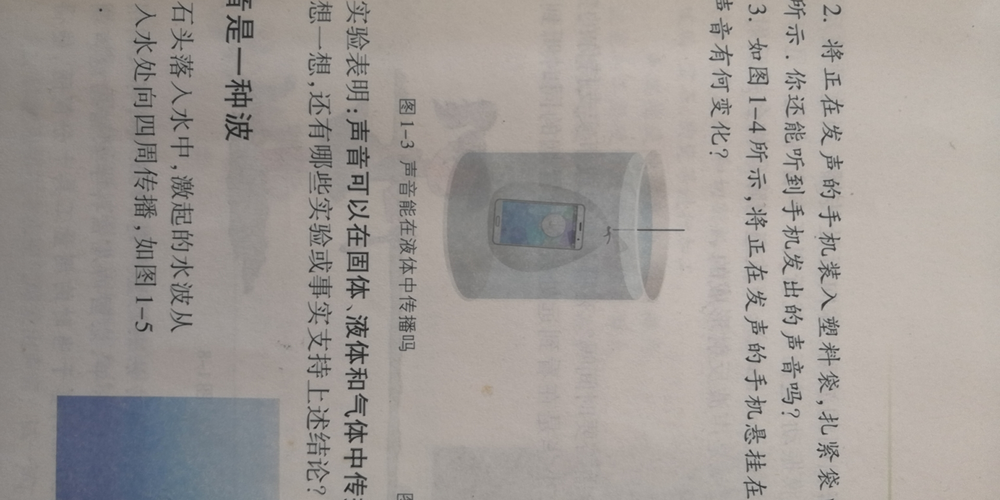 2. 将正在发声的手机装入塑料袋,扎紧袋
所示. 你还能听到手机发出的声音吗?
3. 如图1-4所示,将正在发声的手机悬挂在
声音有何变化?
图1-3 声音能在液体中传播吗
实验表明:声音可以在固体、液体和气体中传
想一想,还有哪些实验或事实支持上述结论?
音是一种波
石头落入水中,激起的水波从
入水处向四周传播,如图1-5
.